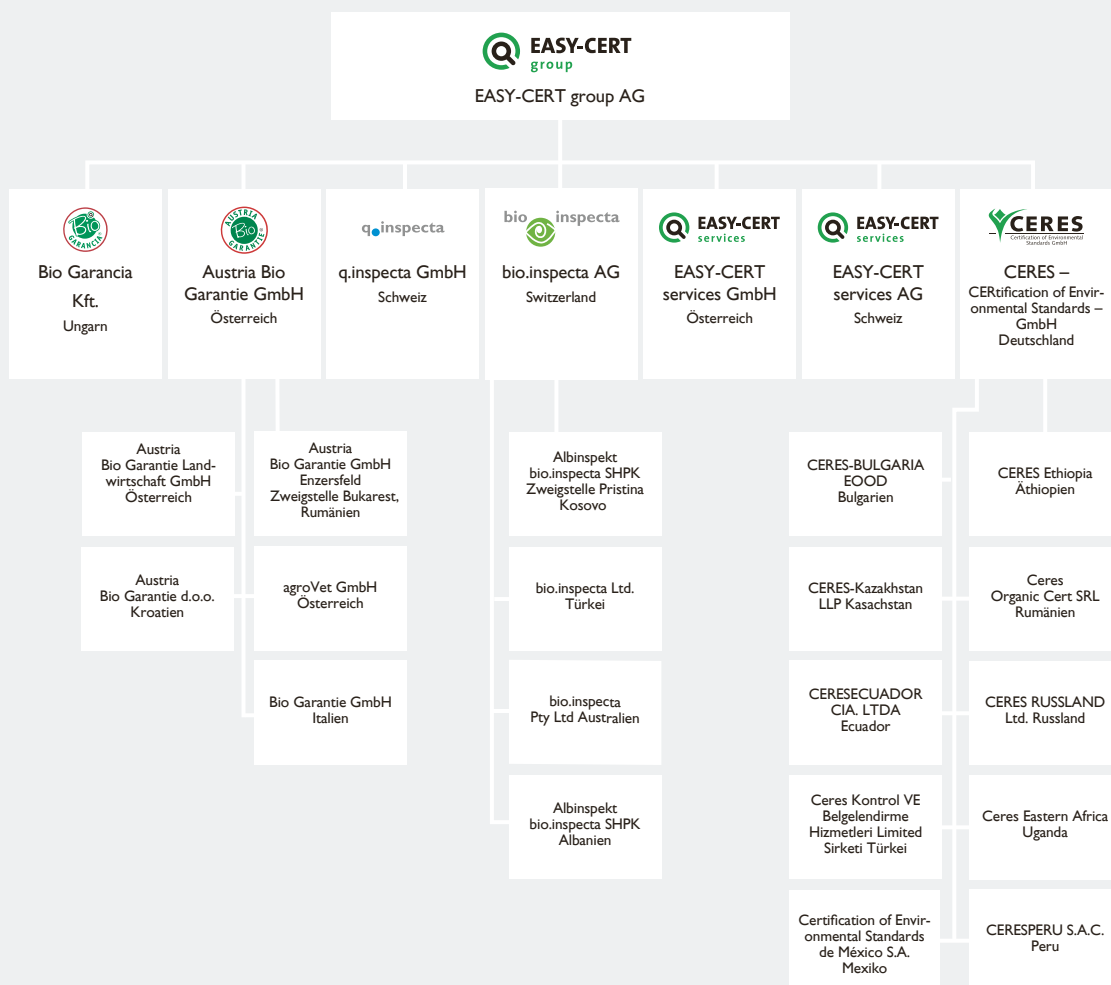 EASY-CERT
group
EASY-CERT group AG
Bio
GARANCIA
Bio Garancia
Kft.
Ungarn
AUSTRIA
Bio
GARANTIE
Austria Bio
Garantie GmbH
Österreich
q.inspecta
q.inspecta GmbH
Schweiz
bio inspecta
bio.inspecta AG
Switzerland
EASY-CERT
services
EASY-CERT
services GmbH
Österreich
EASY-CERT
services
EASY-CERT
services AG
Schweiz
CERES
Certification of Environmental
Standards GmbH
CERES –
CERtification of Envir-
onmental Standards –
GmbH
Deutschland
Austria
Bio Garantie Land-
wirtschaft GmbH
Österreich
Austria
Bio Garantie GmbH
Enzersfeld
Zweigstelle Bukarest,
Rumänien
Albinspekt
bio.inspecta SHPK
Zweigstelle Pristina
Kosovo
CERES-BULGARIA
EOOD
Bulgarien
CERES Ethiopia
Äthiopien
Austria
Bio Garantie d.o.o.
Kroatien
agroVet GmbH
Österreich
bio.inspecta Ltd.
Türkei
CERES-Kazakhstan
LLP Kasachstan
Ceres
Organic Cert SRL
Rumänien
Bio Garantie GmbH
Italien
bio.inspecta
Pty Ltd Australien
CERESECUADOR
CIA. LTDA
Ecuador
CERES RUSSLAND
Ltd. Russland
Albinspekt
bio.inspecta SHPK
Albanien
Ceres Kontrol VE
Belgelendirme
Hizmetleri Limited
Sirketi Türkei
Ceres Eastern Africa
Uganda
Certification of Envir-
onmental Standards
de México S.A.
Mexiko
CERESPERU S.A.C.
Peru